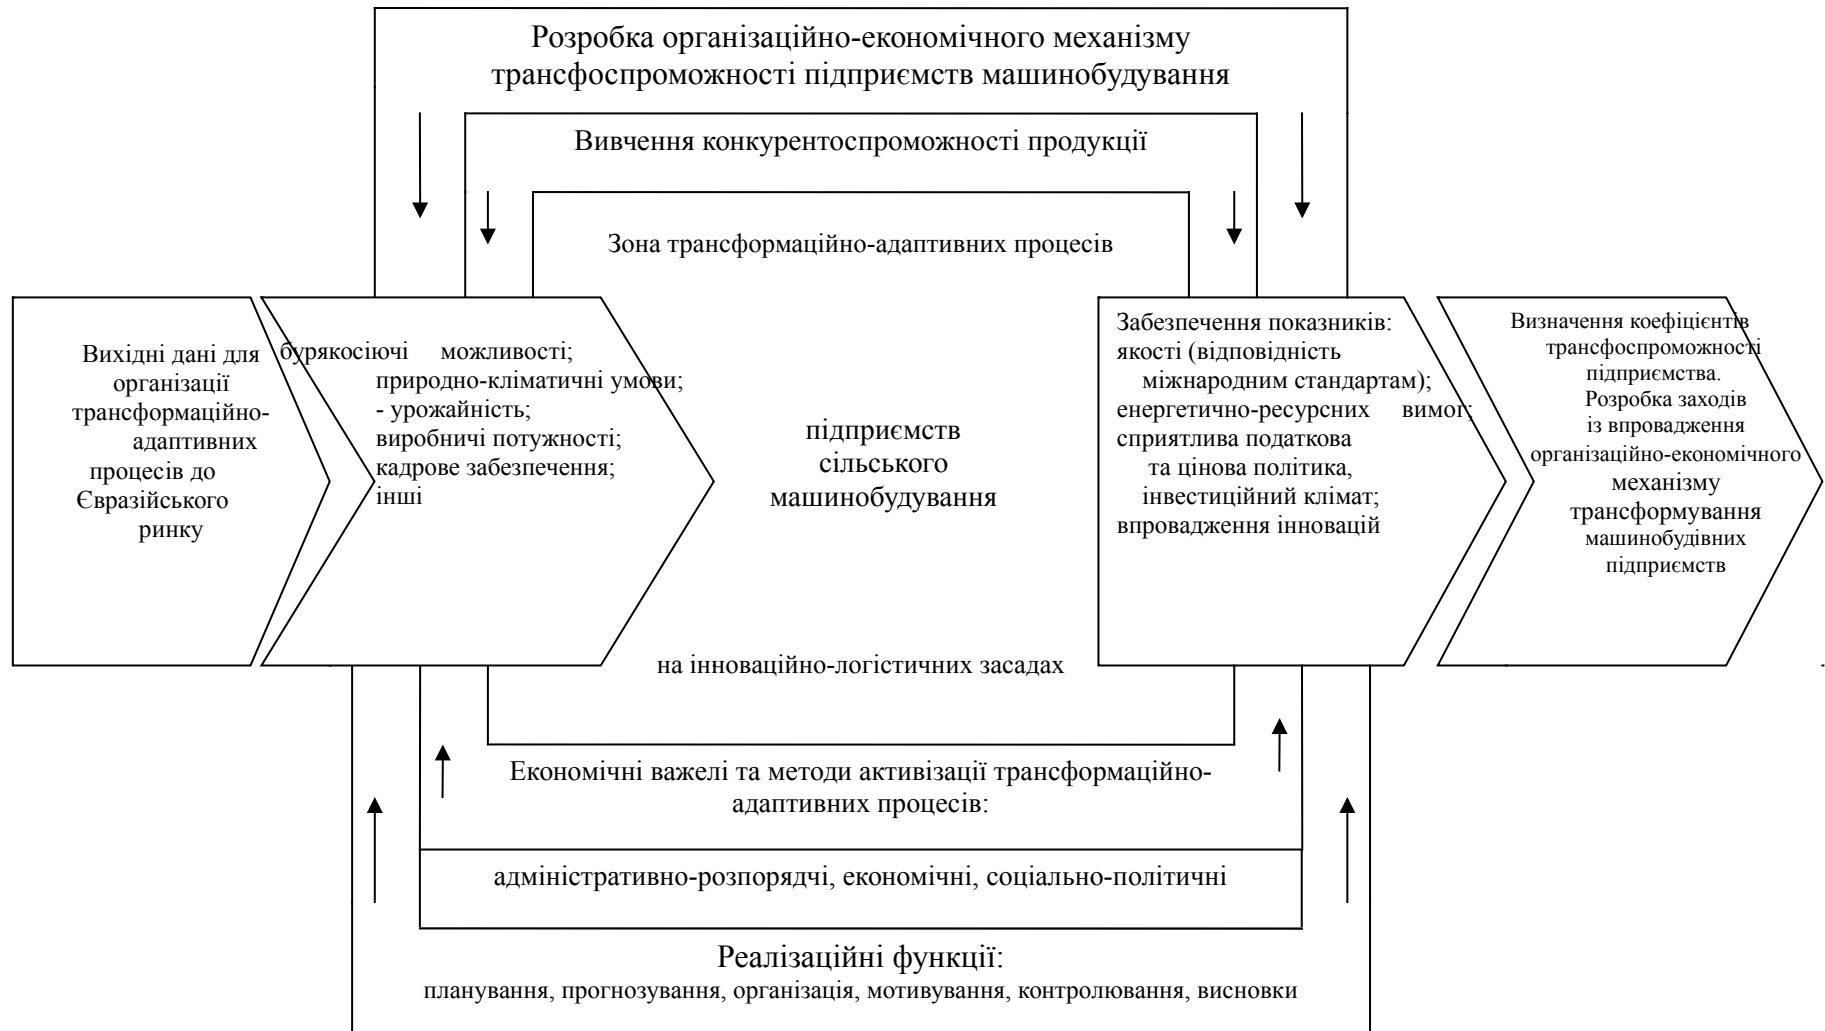 Розробка організаційно-економічного механізму
трансфоспроможності підприємств машинобудування
Вивчення конкурентоспроможності продукції
Зона трансформаційно-адаптивних процесів
Вихідні дані для
організації
трансформаційно-
адаптивних
процесів до
Євразійського
ринку
бурякосіючі можливості;
природно-кліматичні умови;
- урожайність;
виробничі потужності;
кадрове забезпечення;
інші
підприємств
сільського
машинобудування
Забезпечення показників:
якості (відповідність
міжнародним стандартам);
енергетично-ресурсних вимог;
сприятлива податкова
та цінова політика,
інвестиційний клімат;
впровадження інновацій
Визначення коефіцієнтів
трансфоспроможності
підприємства.
Розробка заходів
із впровадження
організаційно-економічного
механізму
трансформування
машинобудівних
підприємств
на інноваційно-логістичних засадах
Економічні важелі та методи активізації трансформаційно-
адаптивних процесів:
адміністративно-розпорядчі, економічні, соціально-політичні
Реалізаційні функції:
планування, прогнозування, організація, мотивування, контролювання, висновки